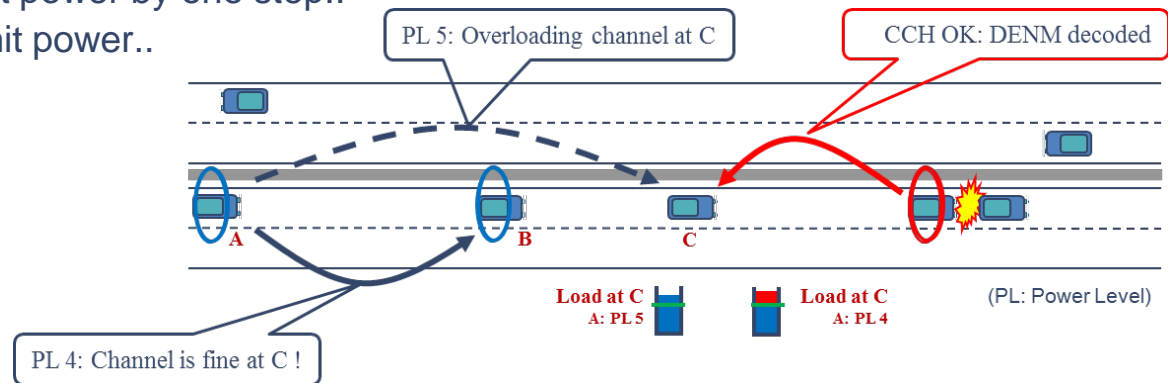 t power by one step..
nit power..
PL 5: Overloading channel at C
CCH OK: DENM decoded
A
B
C
Load at C
A: PL 5
Load at C
A: PL 4
(PL: Power Level)
PL 4: Channel is fine at C !